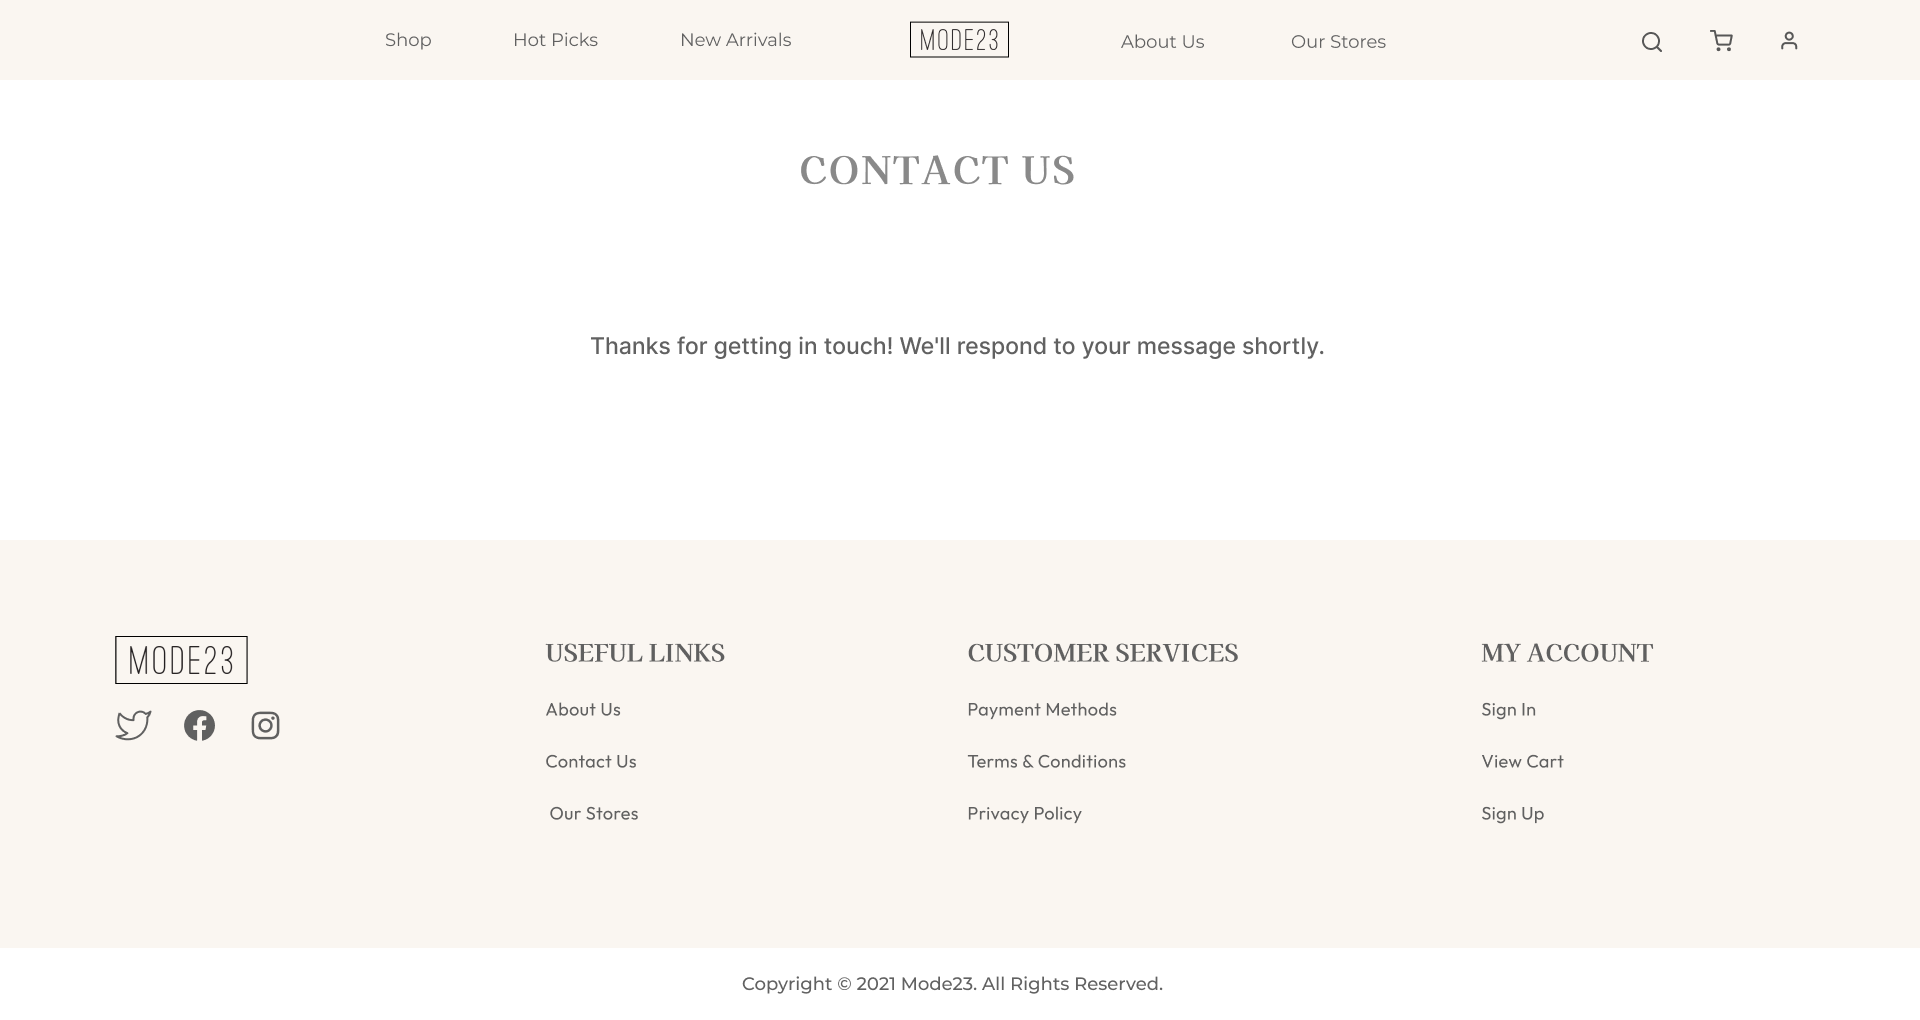 Shop Hot Picks New Arrivals MODE23 About Us Our Stores
CONTACT US
Thanks for getting in touch! We'll respond to your message shortly.
MODE23
USEFUL LINKS
About Us
Contact Us
Our Stores
CUSTOMER SERVICES
Payment Methods
Terms & Conditions
Privacy Policy
MY ACCOUNT
Sign In
View Cart
Sign Up
Copyright © 2021 Mode23. All Rights Reserved.